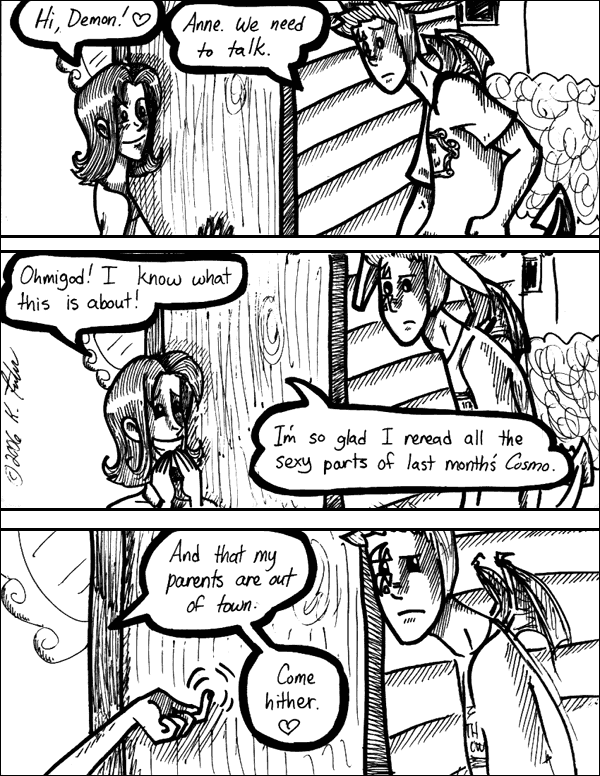 Hi, Demon! ♡
Anne. We need
to talk.
Ohmigod! I know what
this is about!
I'm so glad I reread all the
sexy parts of last month's Cosmo.
© 2006 K.
And that my
parents are out
of town.
Come
hither.
♡